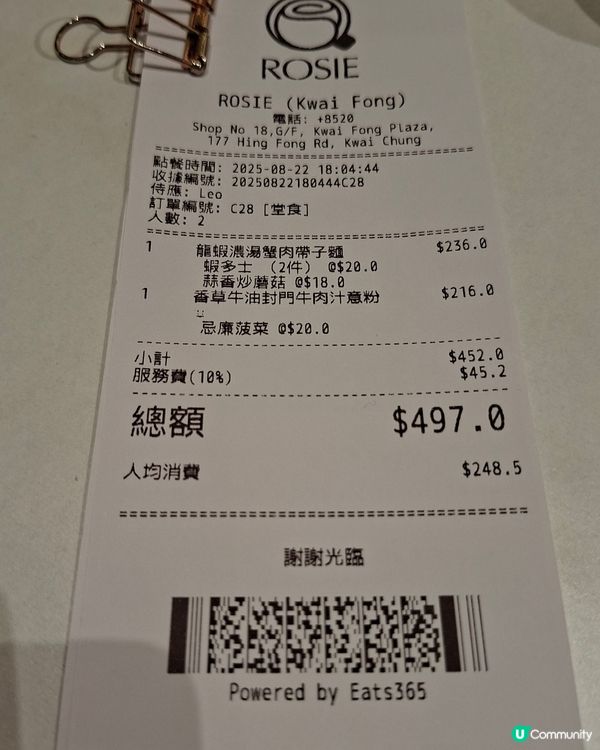 ROSIE
ROSIE (Kwai Fong)
電話: +8520
Shop No 18,G/F, Kwai Fong Plaza,
177 Hing Fong Rd, Kwai Chung
點餐時間: 2025-08-22 18:04:44
收據編號: 20250822180444C28
侍應: Leo
訂單編號: C28 [堂食]
人數: 2
1 龍蝦濃湯蟹肉帶子麵 $236.0
蝦多士 (2件) @$20.0
蒜香炒蘑菇 @$18.0
1 香草牛油封門牛肉汁意粉 $216.0
忌廉菠菜 @$20.0
小計 $452.0
服務費(10%) $45.2
總額 $497.0
人均消費 $248.5
謝謝光臨
Powered by Eats365
U Community